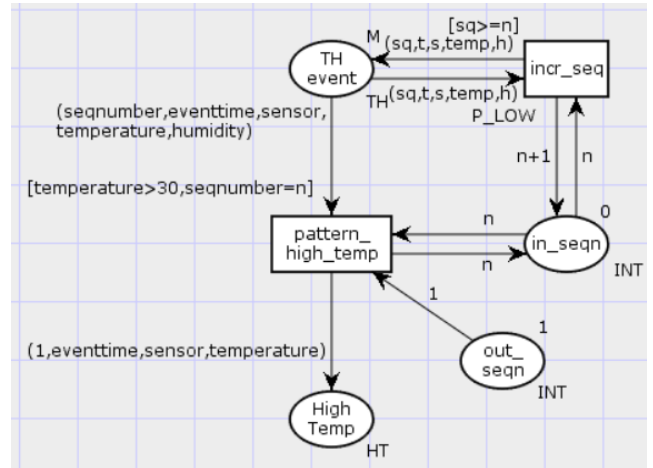 [sq>=n]
M
(sq,t,s,temp,h)
TH
event
incr_seq
TH
(sq,t,s,temp,h)
P_LOW
(seqnumber,eventtime,sensor,
temperature,humidity)
n+1
n
[temperature>30,seqnumber=n]
0
pattern_
high_temp
n
n
in_seqn
INT
1
1
(1,eventtime,sensor,temperature)
out_
seqn
INT
High
Temp
HT